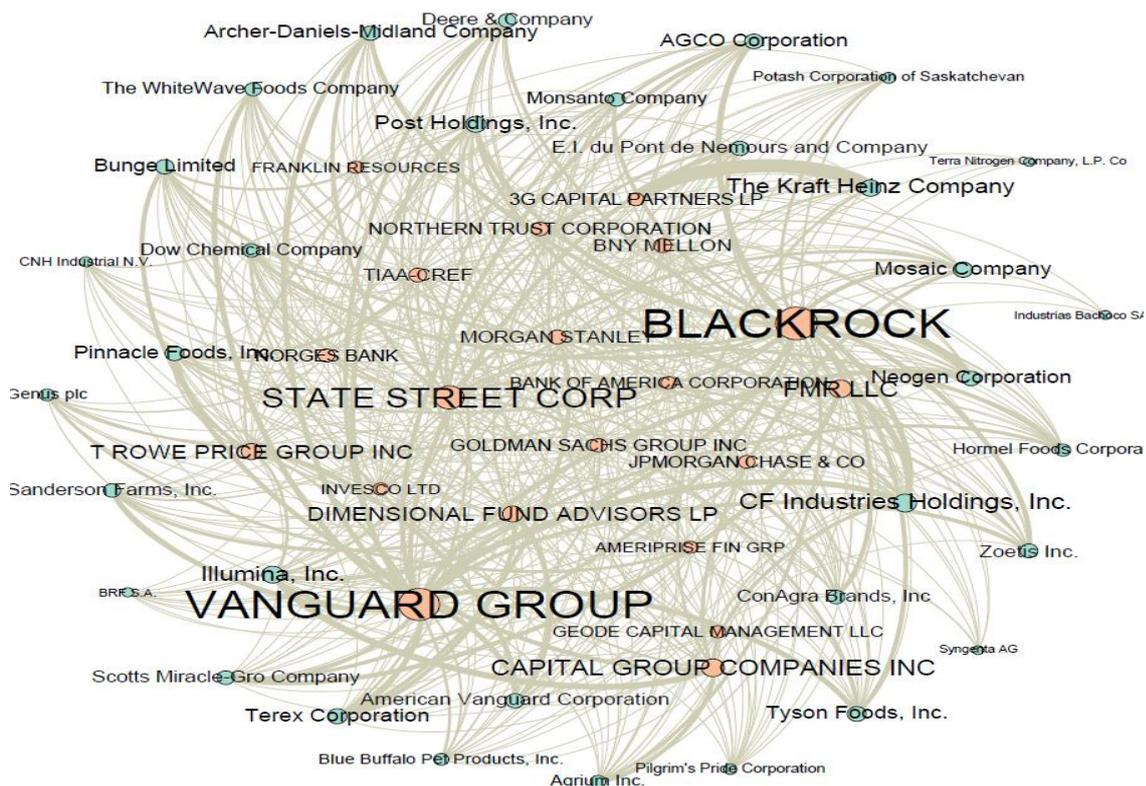 Deere & Company
Archer-Daniels-Midland Company
AGCO Corporation
Potash Corporation of Saskatchevan
The WhiteWave Foods Company
Monsanto Company
Post Holdings, Inc.
E.I. du Pont de Nemours and Company
Bunge Limited
FRANKLIN RESOURCES
Terra Nitrogen Company, L.P. Co
The Kraft Heinz Company
3G CAPITAL PARTNERS LP
NORTHERN TRUST CORPORATION
BNY MELLON
Dow Chemical Company
CNH Industrial N.V.
TIAA-CREF
Mosaic Company
Industrias Bachoco SA
BLACKROCK
MORGAN STANLEY
Pinnacle Foods, Inc.
NORGES BANK
BANK OF AMERICA CORPORATION
Neogen Corporation
FMR LLC
Genus plc
STATE STREET CORP
T ROWE PRICE GROUP INC
GOLDMAN SACHS GROUP INC
Hormel Foods Corpora
JPMORGAN CHASE & CO
Sanderson Farms, Inc.
INVESCO LTD
CF Industries Holdings, Inc.
DIMENSIONAL FUND ADVISORS LP
AMERIPRISE FIN GRP
Zoetis Inc.
Illumina, Inc.
BRF S.A.
VANGUARD GROUP
ConAgra Brands, Inc
GEODE CAPITAL MANAGEMENT LLC
Syngenta AG
CAPITAL GROUP COMPANIES INC
Scotts Miracle-Gro Company
American Vanguard Corporation
Terex Corporation
Tyson Foods, Inc.
Blue Buffalo Pet Products, Inc.
Pilgrim's Pride Corporation
Agrium Inc.